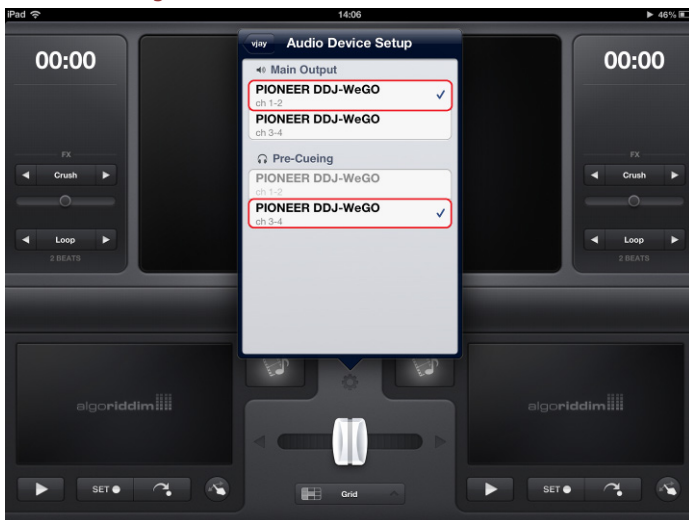 iPad 14:06 46%
vjay Audio Device Setup
00:00 00:00
Main Output
PIONEER DDJ-WeGO
ch 1-2
PIONEER DDJ-WeGO
ch 3-4
Pre-Cueing
PIONEER DDJ-WeGO
ch 1-2
PIONEER DDJ-WeGO
ch 3-4
FX FX
Crush Crush
Loop Loop
2 BEATS 2 BEATS
algoriddim algoriddim
SET SET
Grid